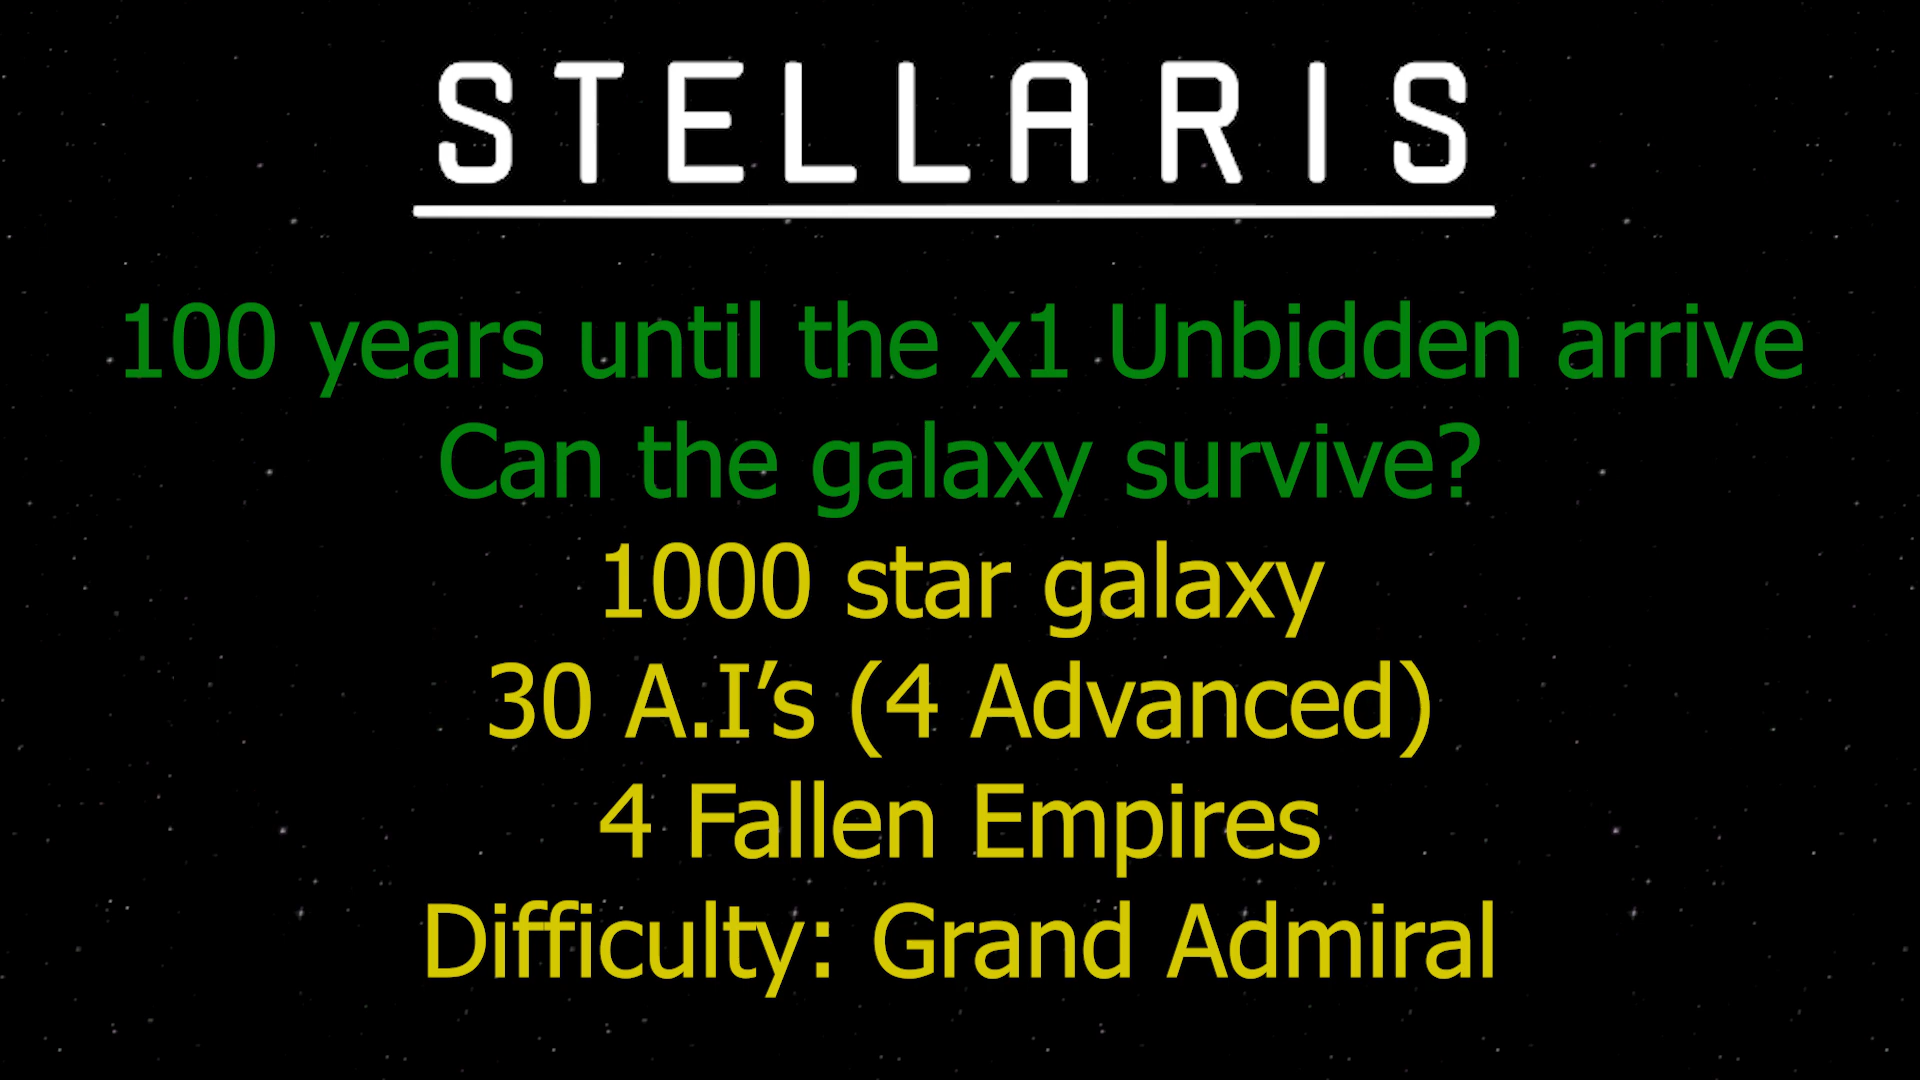 STELLARIS
100 years until the x1 Unbidden arrive
Can the galaxy survive?
1000 star galaxy
30 A.I’s (4 Advanced)
4 Fallen Empires
Difficulty: Grand Admiral